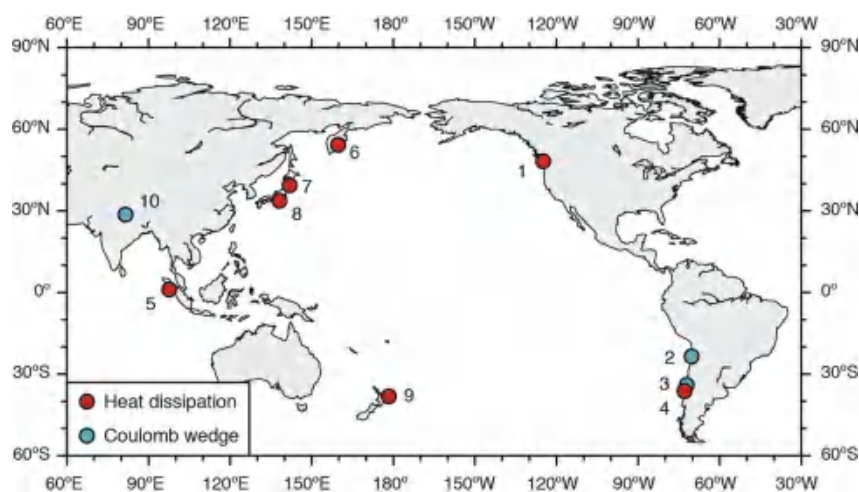 60°E 90°E 120°E 150°E 180° 150°W 120°W 90°W 60°W 30°W
90°N 90°N
60°N 60°N
6
1
7
10
8
30°N 30°N
0° 0°
5
2
30°S 30°S
3
4
9
Heat dissipation
Coulomb wedge
60°S 60°S
60°E 90°E 120°E 150°E 180° 150°W 120°W 90°W 60°W 30°W